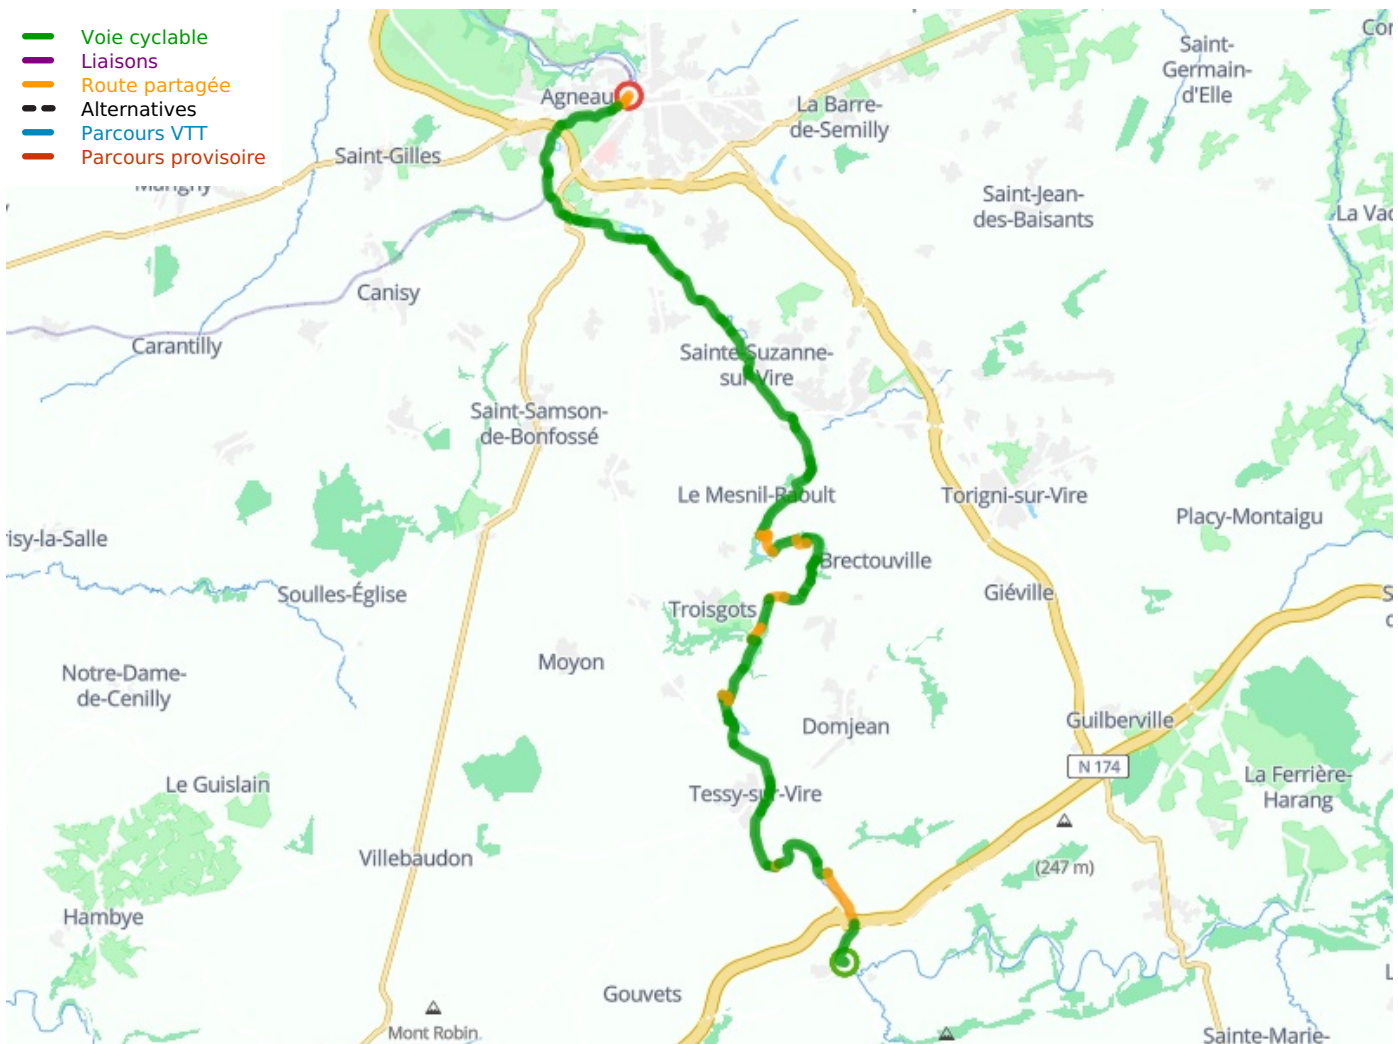 Voie cyclable
Liaisons
Route partagée
Alternatives
Parcours VTT
Parcours provisoire
Saint-
Germain-
d'Elle
Agneau
La Barre-
de-Semilly
Saint-Gilles
Marigny
Saint-Jean-
des-Baisants
La Vac
Canisy
Carantilly
Sainte-Suzanne-
sur-Vire
Saint-Samson-
de-Bonfossé
Le Mesnil-Raoult
Torigni-sur-Vire
Placy-Montaigu
risy-la-Salle
Brectouville
Soulles-Église
Giéville
Troisgots
Moyon
Notre-Dame-
de-Cenilly
Guilberville
Domjean
N 174
La Ferrière-
Harang
Le Guislain
Tessy-sur-Vire
Villebaudon
(247 m)
Hambye
Gouvets
Mont Robin
Sainte-Marie-